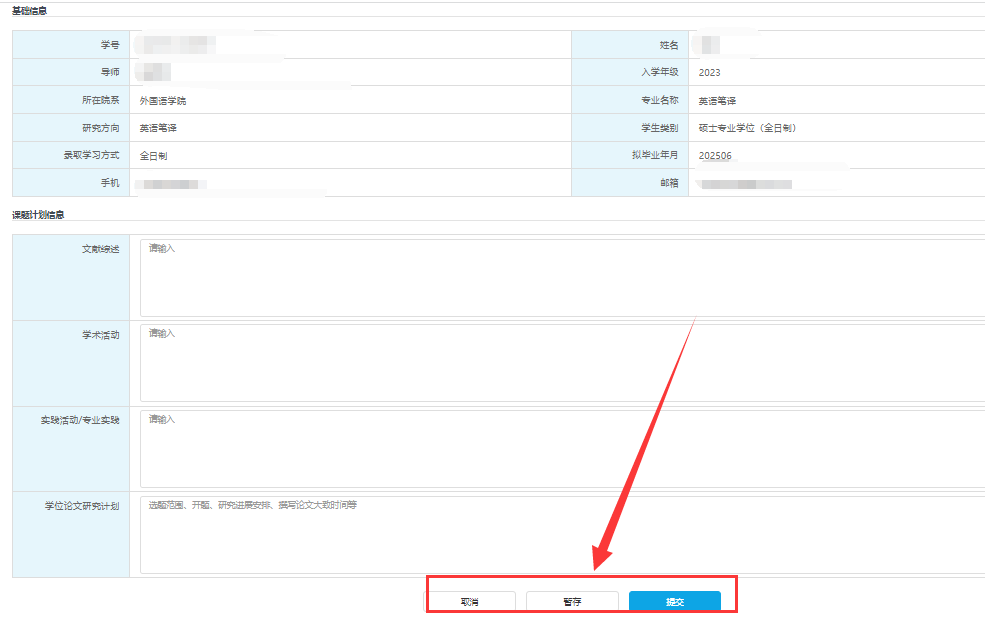 基础信息
学号 姓名
导师 入学年级 2023
所在院系 外国语学院 专业名称 英语笔译
研究方向 英语笔译 学生类别 硕士专业学位（全日制）
录取学习方式 全日制 拟毕业年月 202506
手机 邮箱
课题计划信息
文献综述 请输入
学术活动 请输入
实践活动/专业实践 请输入
学位论文研究计划 选题范围、开题、研究进展安排、撰写论文大致时间等
取消 暂存 提交